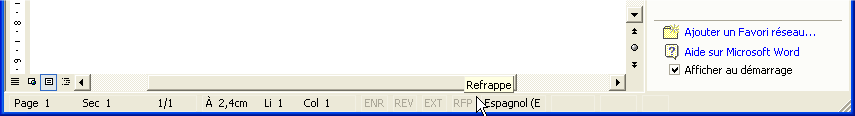 Ajouter un Favori réseau...
Aide sur Microsoft Word
Afficher au démarrage
Refrappe
Page 1 Sec 1 1/1 À 2,4cm Li 1 Col 1 ENR REV EXT RFP Espagnol (E